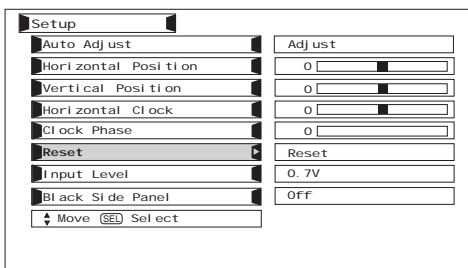 Setup
Auto Adjust Adjust
Horizontal Position 0
Vertical Position 0
Horizontal Clock 0
Clock Phase 0
Reset Reset
Input Level 0.7V
Black Side Panel Off
Move SEL Select